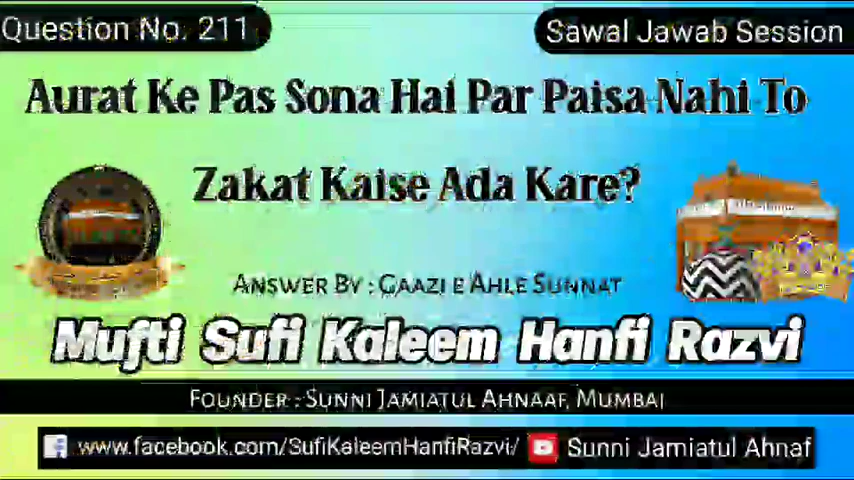 Question No. 211
Sawal Jawab Session
Aurat Ke Pas Sona Hai Par Paisa Nahi To
Zakat Kaise Ada Kare?
Answer By : Gaazi e Ahle Sunnat
Mufti Sufi Kaleem Hanfi Razvi
Founder : Sunni Jamiatul Ahnaaf, Mumbai
www.facebook.com/SufiKaleemHanfiRazvi/
Sunni Jamiatul Ahnaf